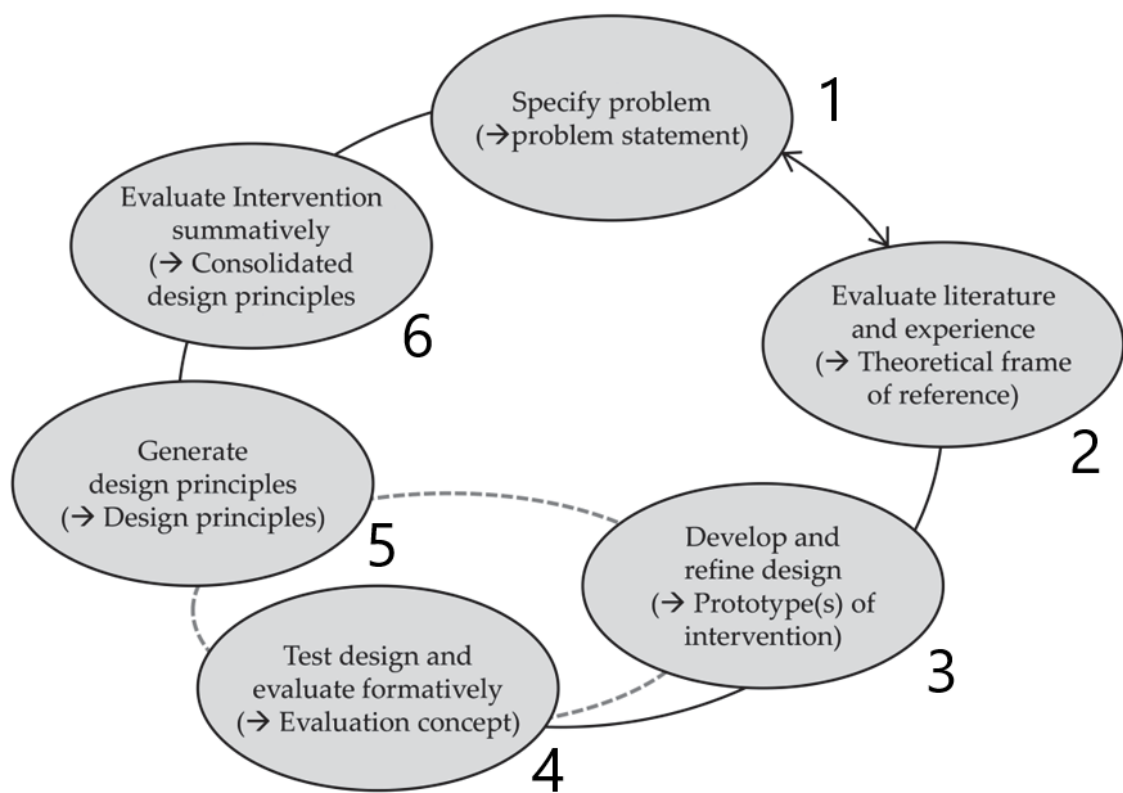 Specify problem
(→problem statement)
1
Evaluate literature
and experience
(→ Theoretical frame
of reference)
2
Develop and
refine design
(→ Prototype(s) of
intervention)
3
Test design and
evaluate formatively
(→ Evaluation concept)
4
Generate
design principles
(→ Design principles)
5
Evaluate Intervention
summatively
(→ Consolidated
design principles
6